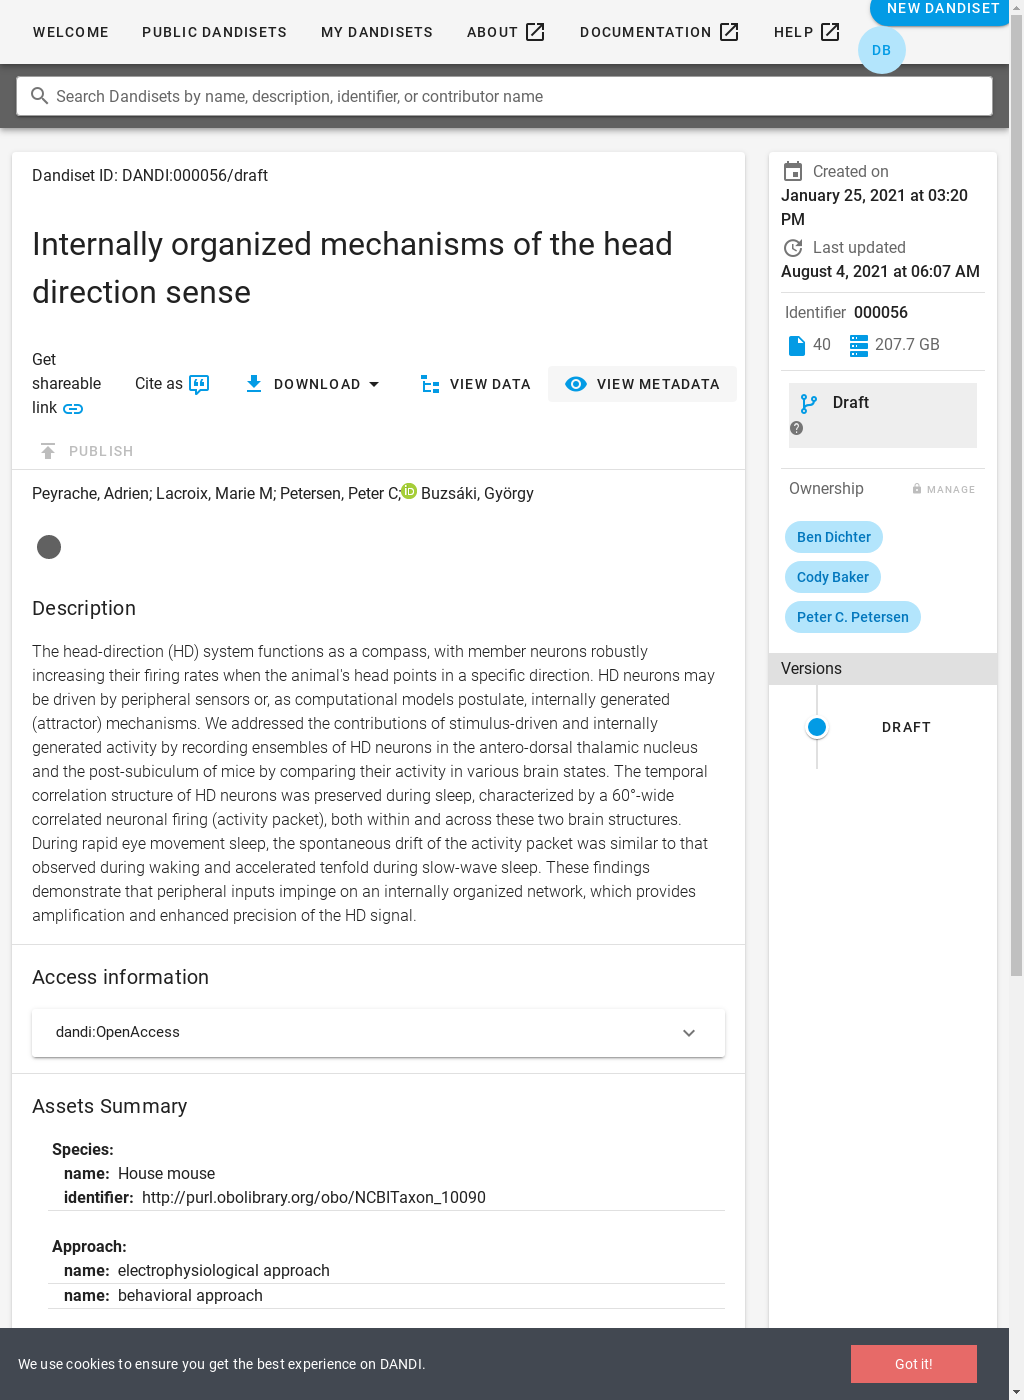 WELCOME PUBLIC DANDISETS MY DANDISETS ABOUT DOCUMENTATION HELP NEW DANDISET
DB
Search Dandisets by name, description, identifier, or contributor name
Dandiset ID: DANDI:000056/draft
Internally organized mechanisms of the head
direction sense
Get
shareable
link
Cite as DOWNLOAD VIEW DATA VIEW METADATA
PUBLISH
Peyrache, Adrien; Lacroix, Marie M; Petersen, Peter C; iD Buzsáki, György
Description
The head-direction (HD) system functions as a compass, with member neurons robustly
increasing their firing rates when the animal's head points in a specific direction. HD neurons may
be driven by peripheral sensors or, as computational models postulate, internally generated
(attractor) mechanisms. We addressed the contributions of stimulus-driven and internally
generated activity by recording ensembles of HD neurons in the antero-dorsal thalamic nucleus
and the post-subiculum of mice by comparing their activity in various brain states. The temporal
correlation structure of HD neurons was preserved during sleep, characterized by a 60°-wide
correlated neuronal firing (activity packet), both within and across these two brain structures.
During rapid eye movement sleep, the spontaneous drift of the activity packet was similar to that
observed during waking and accelerated tenfold during slow-wave sleep. These findings
demonstrate that peripheral inputs impinge on an internally organized network, which provides
amplification and enhanced precision of the HD signal.
Access information
dandi:OpenAccess
Assets Summary
Species:
name: House mouse
identifier: http://purl.obolibrary.org/obo/NCBITaxon_10090
Approach:
name: electrophysiological approach
name: behavioral approach
Created on
January 25, 2021 at 03:20
PM
Last updated
August 4, 2021 at 06:07 AM
Identifier 000056
40 207.7 GB
Draft
?
Ownership MANAGE
Ben Dichter
Cody Baker
Peter C. Petersen
Versions
DRAFT
We use cookies to ensure you get the best experience on DANDI.
Got it!